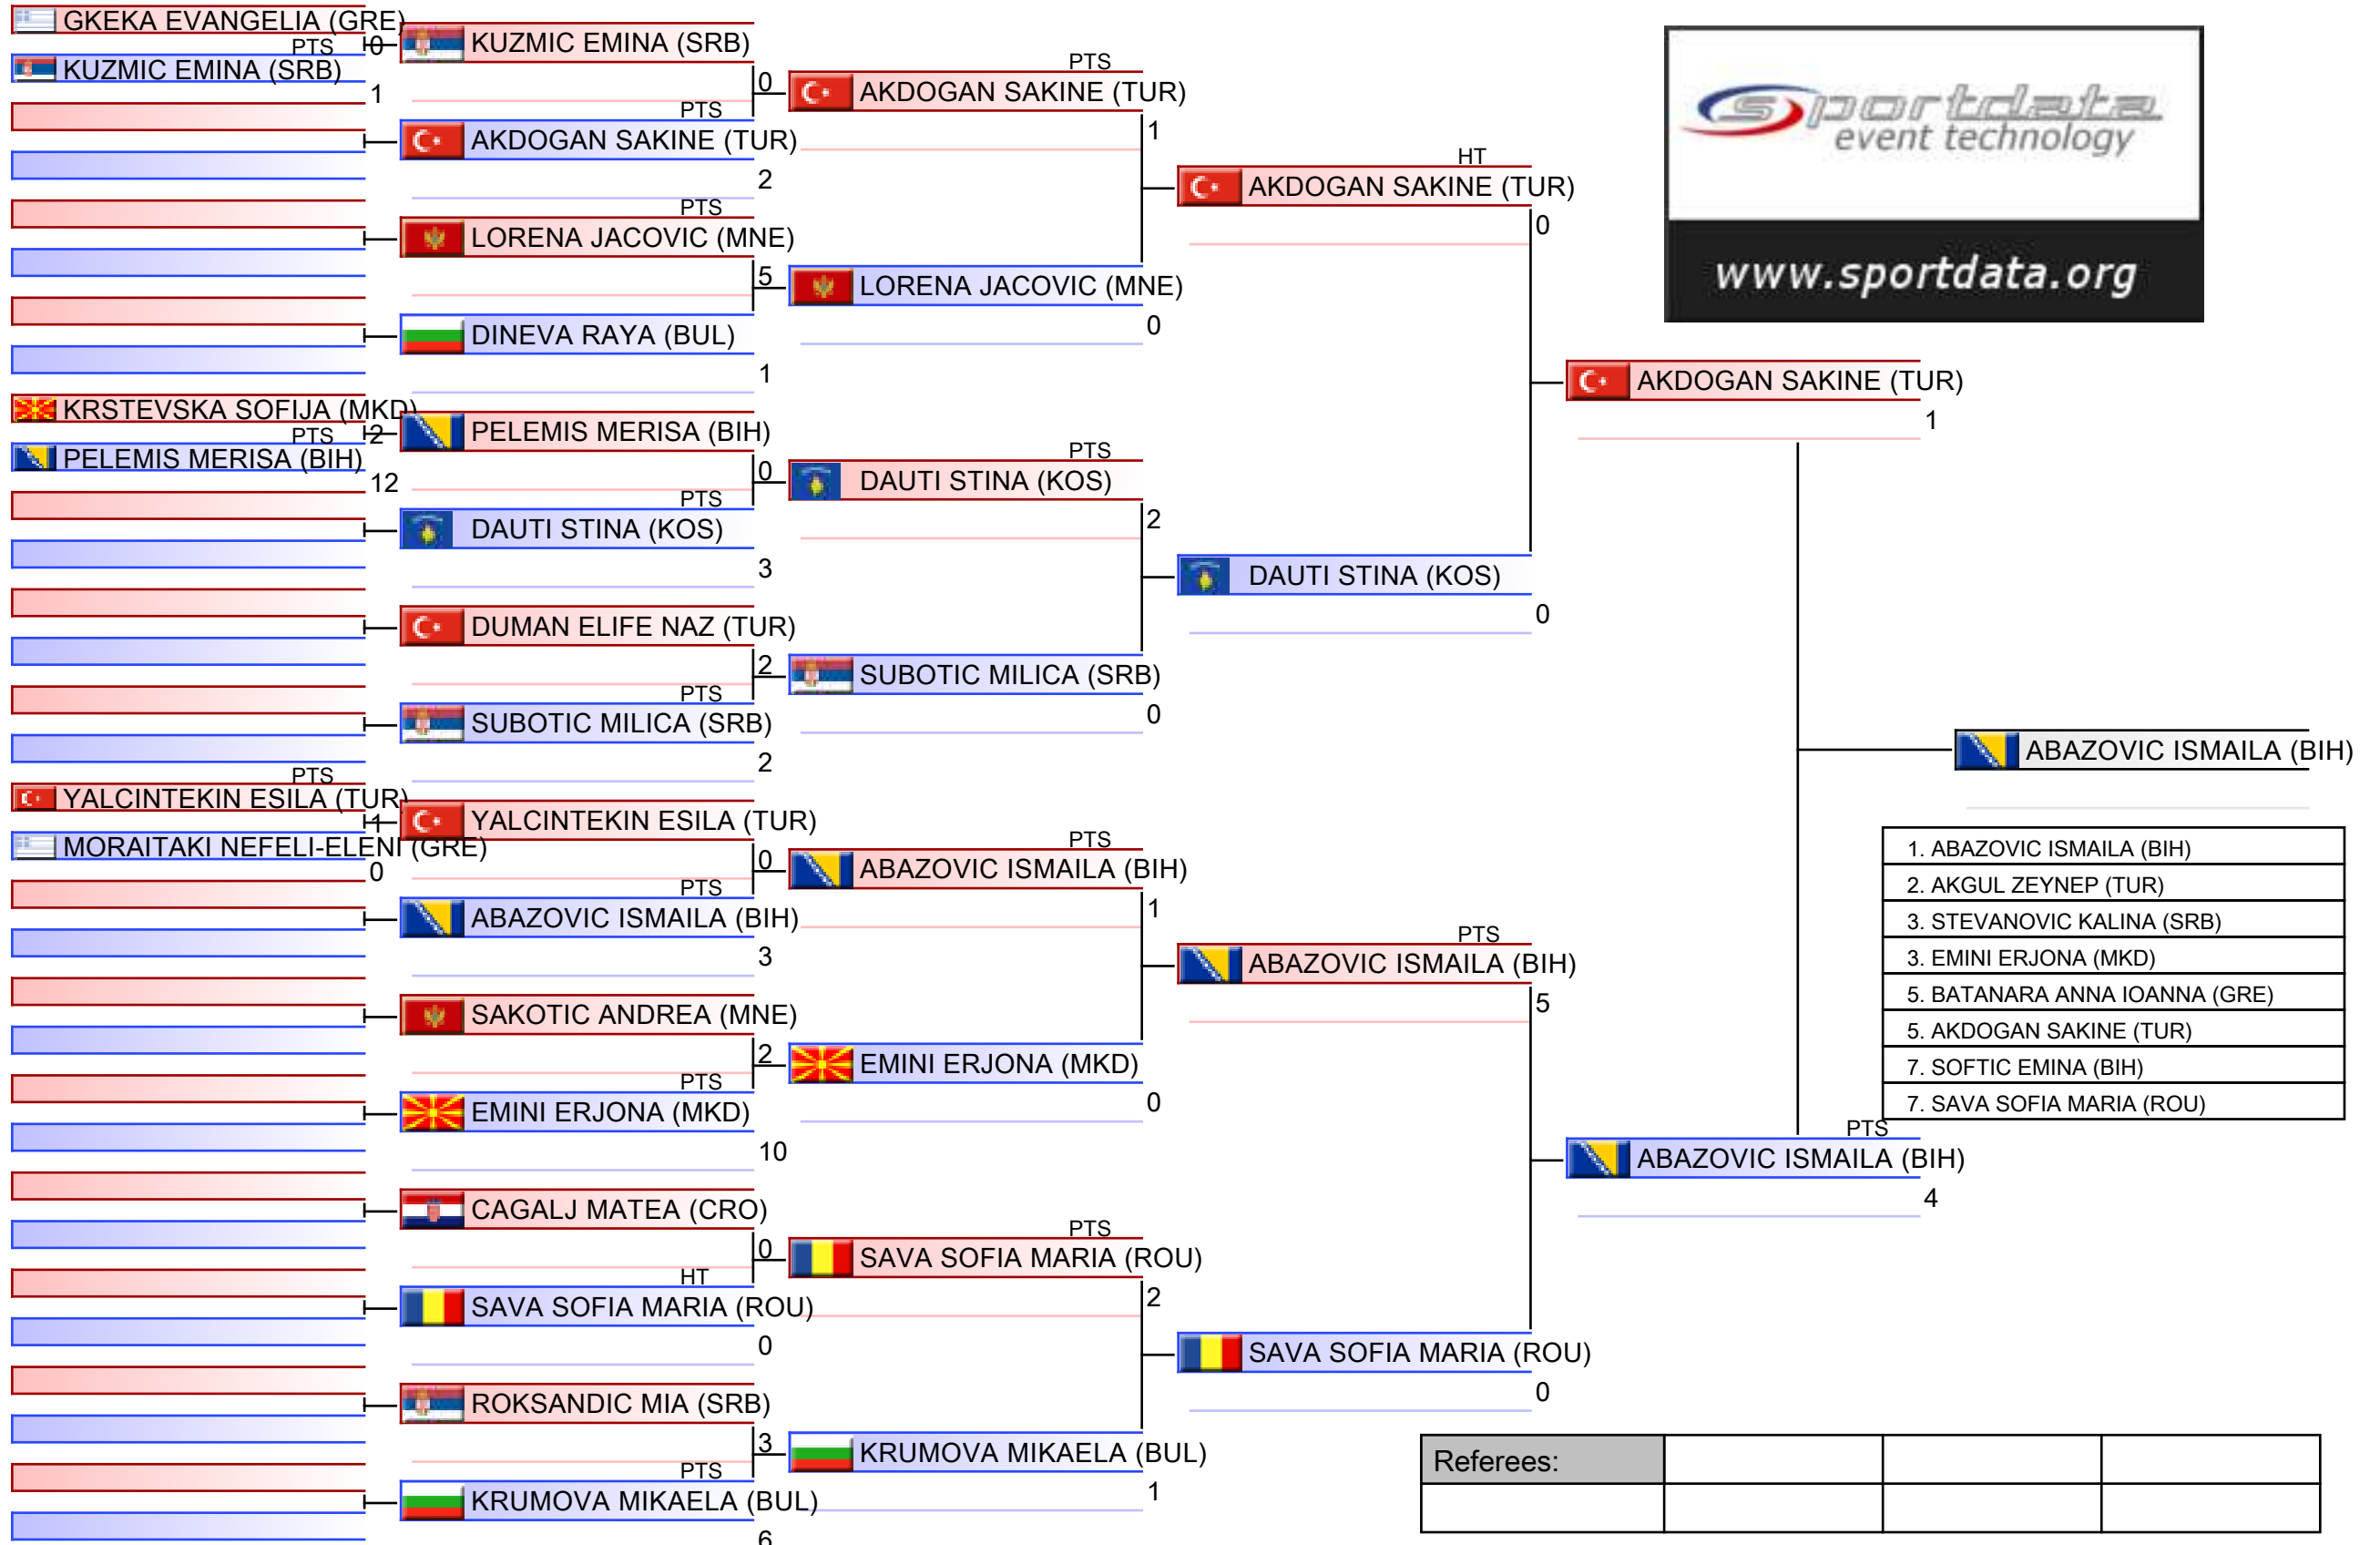 GKEKA EVANGELIA (GRE)
PTS 0
KUZMIC EMINA (SRB)
1
KRSTEVSKA SOFIJA (MKD)
PTS 2
PELEMIS MERISA (BIH)
12
PTS
YALCINTEKIN ESILA (TUR)
1
MORAITAKI NEFELI-ELENI (GRE)
0
KUZMIC EMINA (SRB)
0
PTS
AKDOGAN SAKINE (TUR)
2
PTS
LORENA JACOVIC (MNE)
5
DINEVA RAYA (BUL)
1
PELEMIS MERISA (BIH)
0
PTS
DAUTI STINA (KOS)
3
DUMAN ELIFE NAZ (TUR)
2
PTS
SUBOTIC MILICA (SRB)
2
YALCINTEKIN ESILA (TUR)
0
PTS
ABAZOVIC ISMAILA (BIH)
3
SAKOTIC ANDREA (MNE)
2
PTS
EMINI ERJONA (MKD)
10
CAGALJ MATEA (CRO)
0
HT
SAVA SOFIA MARIA (ROU)
0
ROKSANDIC MIA (SRB)
3
PTS
KRUMOVA MIKAELA (BUL)
6
PTS
AKDOGAN SAKINE (TUR)
1
LORENA JACOVIC (MNE)
0
PTS
DAUTI STINA (KOS)
2
SUBOTIC MILICA (SRB)
0
PTS
ABAZOVIC ISMAILA (BIH)
1
EMINI ERJONA (MKD)
0
PTS
SAVA SOFIA MARIA (ROU)
2
KRUMOVA MIKAELA (BUL)
1
HT
AKDOGAN SAKINE (TUR)
0
DAUTI STINA (KOS)
0
PTS
ABAZOVIC ISMAILA (BIH)
5
SAVA SOFIA MARIA (ROU)
0
AKDOGAN SAKINE (TUR)
1
PTS
ABAZOVIC ISMAILA (BIH)
4
ABAZOVIC ISMAILA (BIH)
sportdata
event technology
www.sportdata.org
1. ABAZOVIC ISMAILA (BIH)
2. AKGUL ZEYNEP (TUR)
3. STEVANOVIC KALINA (SRB)
3. EMINI ERJONA (MKD)
5. BATANARA ANNA IOANNA (GRE)
5. AKDOGAN SAKINE (TUR)
7. SOFTIC EMINA (BIH)
7. SAVA SOFIA MARIA (ROU)
Referees: